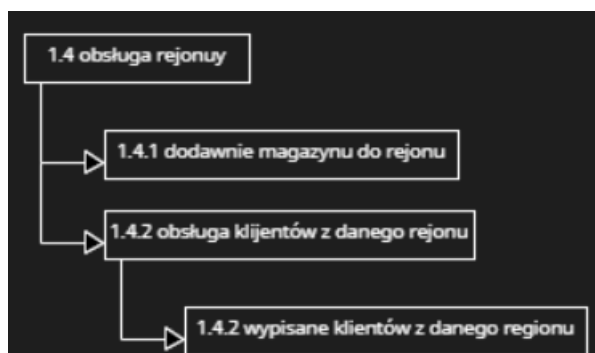 1.4 obsługa rejonuy
1.4.1 dodawnie magazynu do rejonu
1.4.2 obsługa klijentów z danego rejonu
1.4.2 wypisane klientów z danego regionu